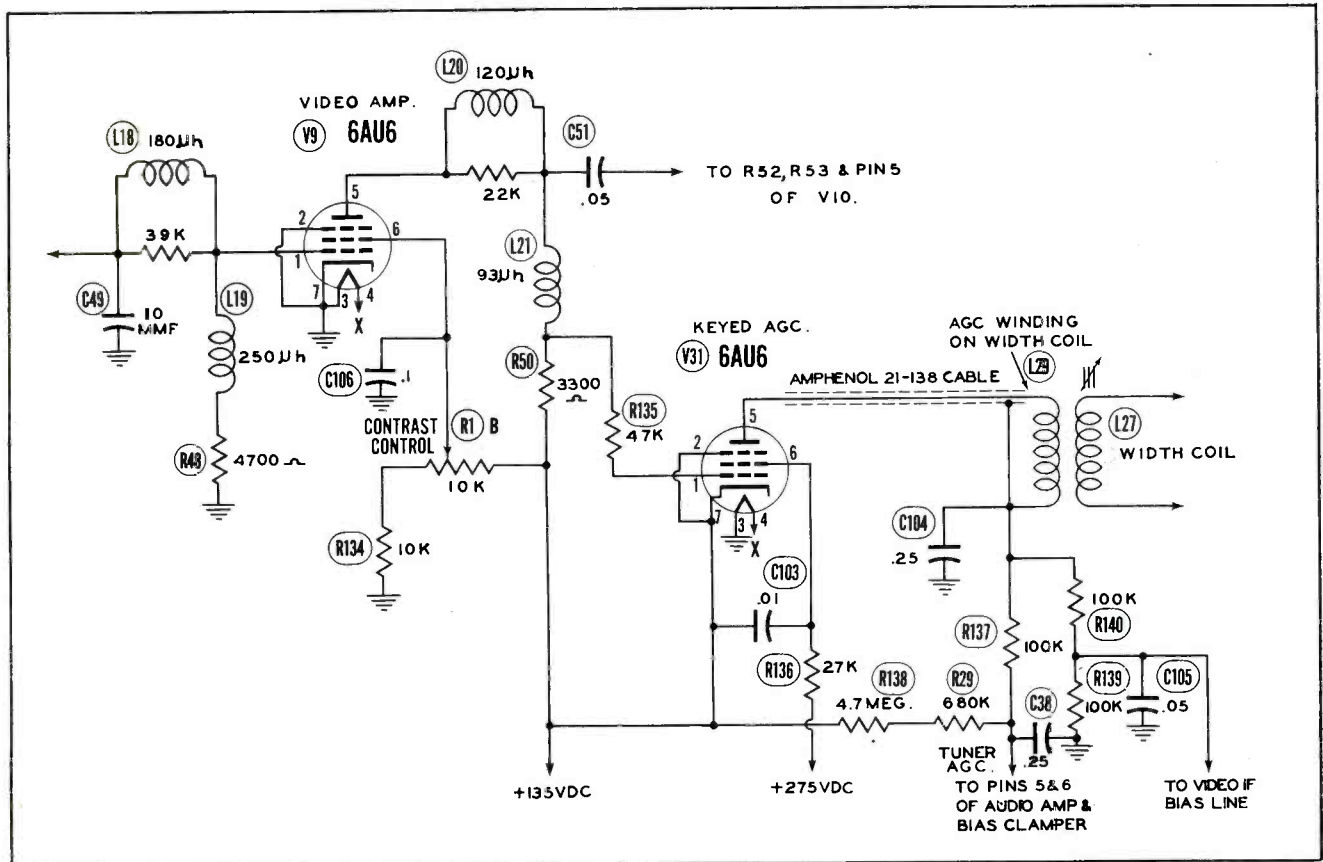 L20
120µh
VIDEO AMP.
V9 6AU6
L18
180µh
C51
5
22K
.05
TO R52, R53 & PIN 5
OF V10.
2
6
39K
1
L21
93µh
7
3
4
X
C49
10
MMF
L19
250µh
KEYED AGC.
V31 6AU6
AGC WINDING
ON WIDTH COIL
L29
C106
.1
R50
3300
Ω
AMPHENOL 21-138 CABLE
CONTRAST
CONTROL
R1 B
R135
47K
5
L27
WIDTH COIL
R48
4700 Ω
10K
2
6
1
7
3
4
X
C104
.25
R134
10K
C103
.01
100K
R140
R137
100K
R136
27K
R138
4.7 MEG.
R29
680K
C38
.25
R139
100K
C105
.05
TUNER
AGC.
+135VDC
+275VDC
TO PINS 5&6
OF AUDIO AMP &
BIAS CLAMPER
TO VIDEO IF
BIAS LINE